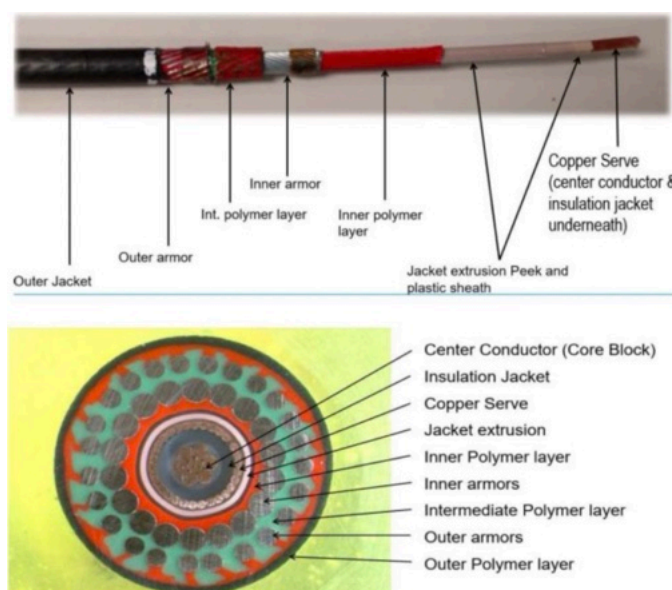 Copper Serve
(center conductor &
insulation jacket
underneath)
Inner armor
Int. polymer layer
Inner polymer
layer
Outer armor
Jacket extrusion Peek and
plastic sheath
Outer Jacket
Center Conductor (Core Block)
Insulation Jacket
Copper Serve
Jacket extrusion
Inner Polymer layer
Inner armors
Intermediate Polymer layer
Outer armors
Outer Polymer layer